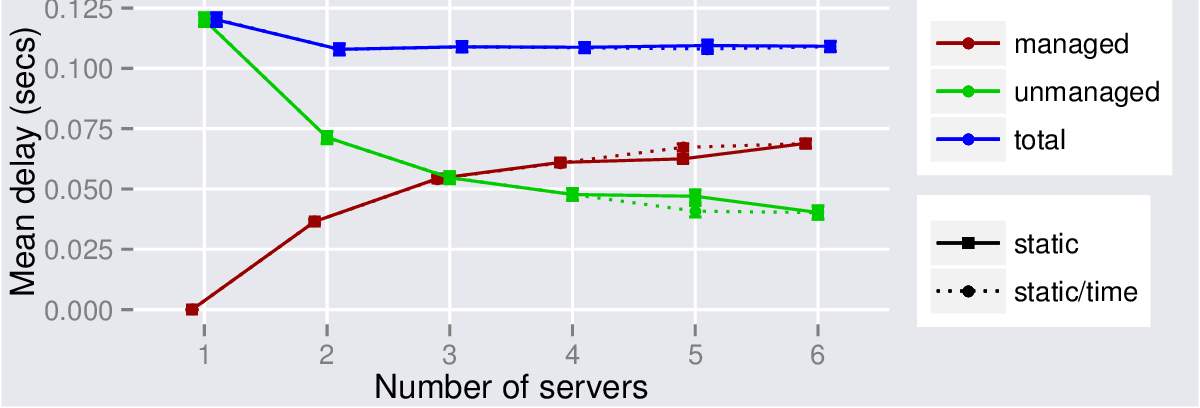 Mean delay (secs)
0.125
0.100
0.075
0.050
0.025
0.000
1 2 3 4 5 6
Number of servers
managed
unmanaged
total
static
static/time